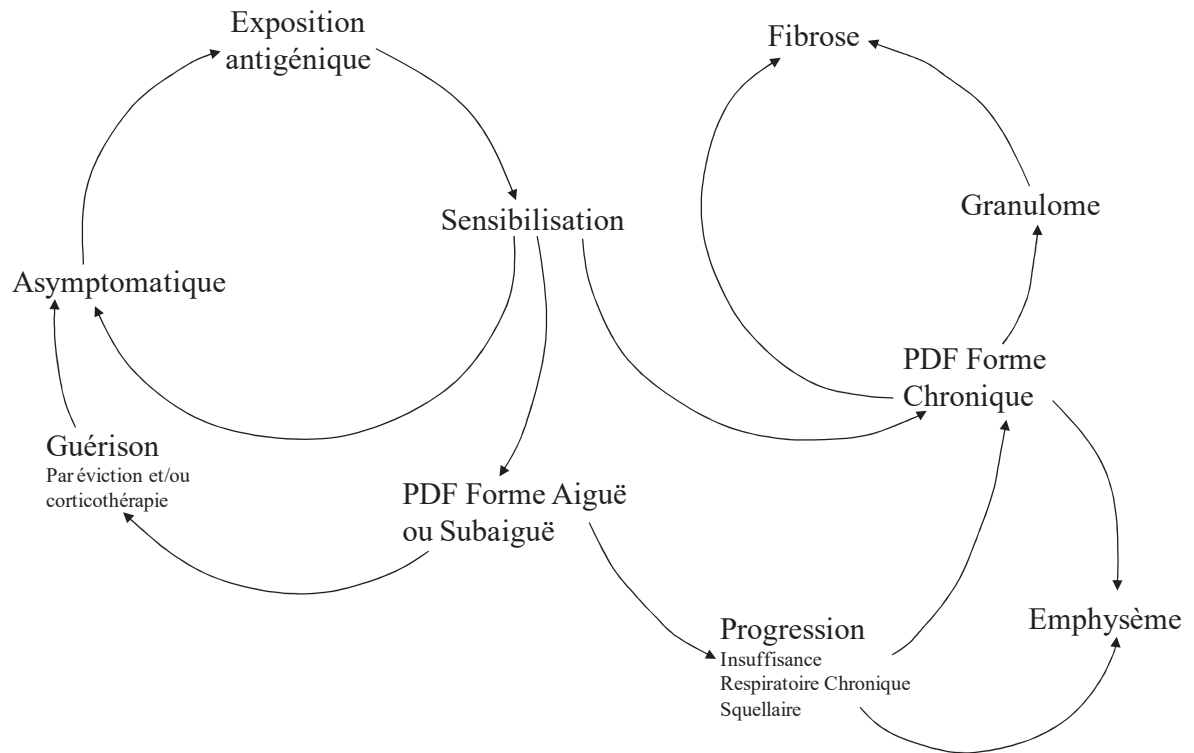 Exposition
antigénique
Fibrose
Sensibilisation
Granulome
Asymptomatique
PDF Forme
Chronique
Guérison
Par éviction et/ou
corticothérapie
PDF Forme Aiguë
ou Subaiguë
Progression
Insuffisance
Respiratoire Chronique
Squellaire
Emphysème